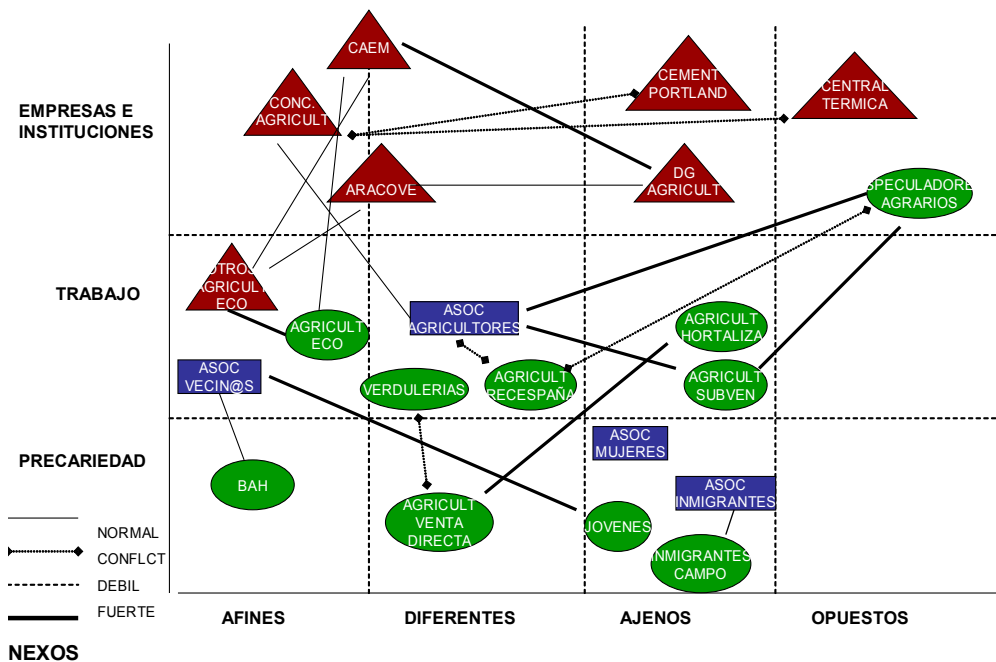 CAEM
CEMENT
PORTLAND
CENTRAL
TERMICA
EMPRESAS E
INSTITUCIONES
CONC.
AGRICULT
ARACOVE
DG
AGRICULT
SPECULADORE
AGRARIOS
TRABAJO
OTROS
AGRICULT
ECO
AGRICULT
ECO
ASOC
AGRICULTORES
AGRICULT
HORTALIZA
ASOC
VECIN@S
VERDULERIAS
AGRICULT
RECESPAÑA
AGRICULT
SUBVEN
PRECARIEDAD
BAH
AGRICULT
VENTA
DIRECTA
ASOC
MUJERES
ASOC
INMIGRANTES
JOVENES
INMIGRANTES
CAMPO
NORMAL
CONFLCT
DEBIL
FUERTE
NEXOS
AFINES
DIFERENTES
AJENOS
OPUESTOS